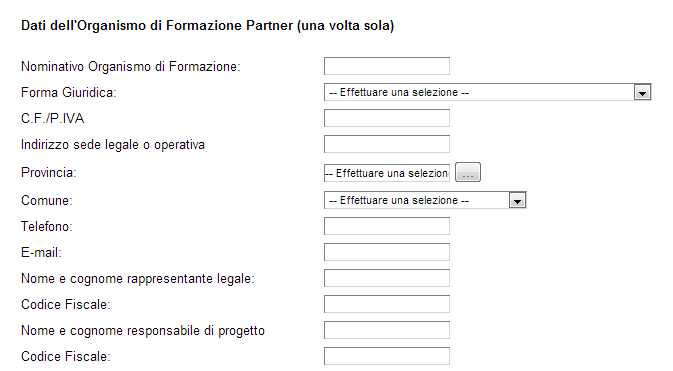 Dati dell'Organismo di Formazione Partner (una volta sola)
Nominativo Organismo di Formazione:
Forma Giuridica: -- Effettuare una selezione --
C.F./P.IVA
Indirizzo sede legale o operativa
Provincia: -- Effettuare una selezion ...
Comune: -- Effettuare una selezione --
Telefono:
E-mail:
Nome e cognome rappresentante legale:
Codice Fiscale:
Nome e cognome responsabile di progetto
Codice Fiscale: